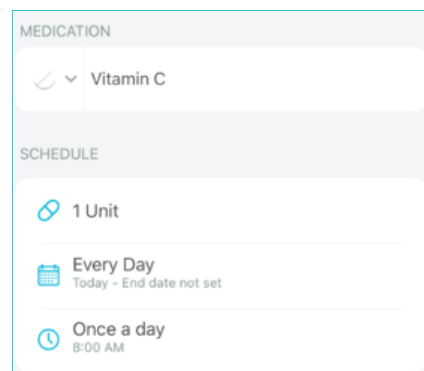 MEDICATION
Vitamin C
SCHEDULE
1 Unit
Every Day
Today - End date not set
Once a day
8:00 AM